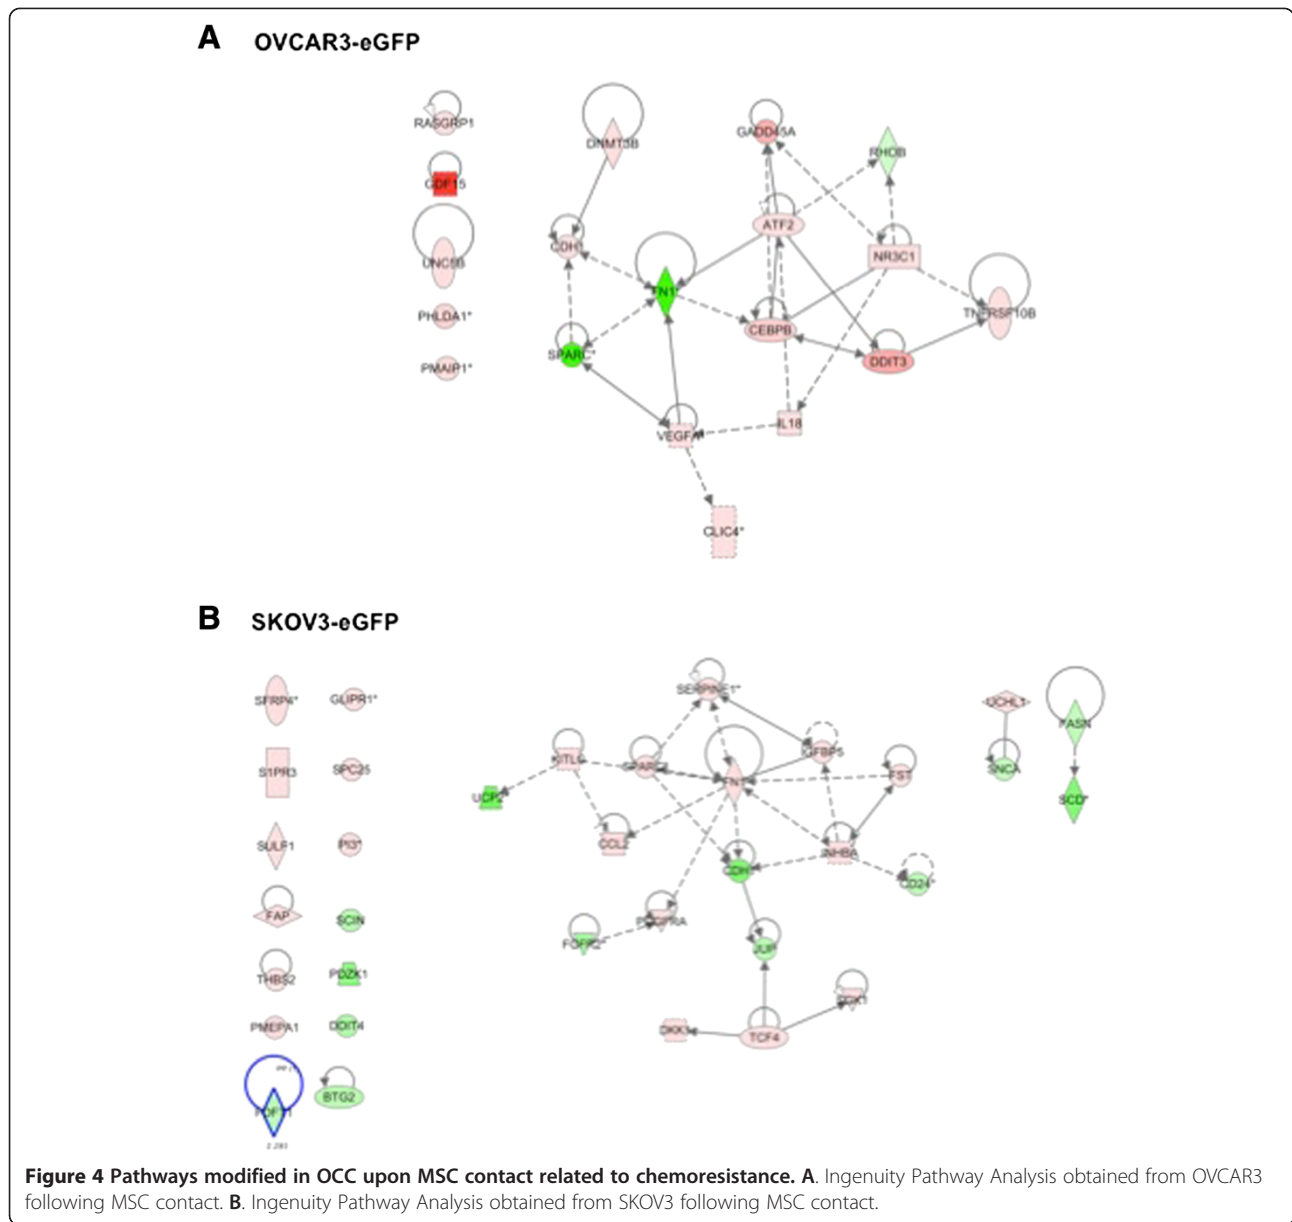 A OVCAR3-eGFP
RASGRP1
DNMT3B
GADD45A
RHOB
GDF15
ATF2
CDH1
UNC5B
NR3C1
FN1*
TNFRSF10B
PHLDA1*
CEBPB
SPARC*
DDIT3
PMAIP1*
IL18
VEGFA*
CLIC4*
B SKOV3-eGFP
SFRP4*
GLIPR1*
SERPINE1*
UCHL1*
FASN
S1PR3
SPC25
KITLG
IGFBP5
FST
SNCA
UCP2
SCD*
SULF1
PI3*
CCL2
INHBA
CD24*
FAP
SCIN
PDGFRA
FGFR2*
JUP
THBS2
PDZK1
PMEPA1
DDIT4
DKK1
TCF4
BTG2
Figure 4 Pathways modified in OCC upon MSC contact related to chemoresistance. A. Ingenuity Pathway Analysis obtained from OVCAR3
following MSC contact. B. Ingenuity Pathway Analysis obtained from SKOV3 following MSC contact.